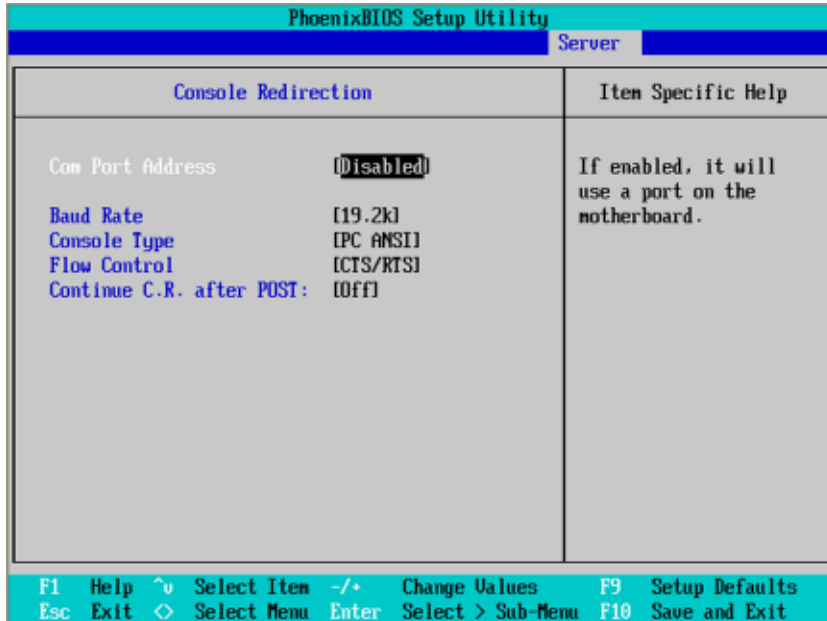 PhoenixBIOS Setup Utility
Server
Console Redirection
Item Specific Help
Com Port Address [Disabled]
Baud Rate [19.2k]
Console Type [PC ANSI]
Flow Control [CTS/RTS]
Continue C.R. after POST: [Off]
If enabled, it will
use a port on the
motherboard.
F1 Help ^v Select Item -/+ Change Values F9 Setup Defaults
Esc Exit <> Select Menu Enter Select > Sub-Menu F10 Save and Exit